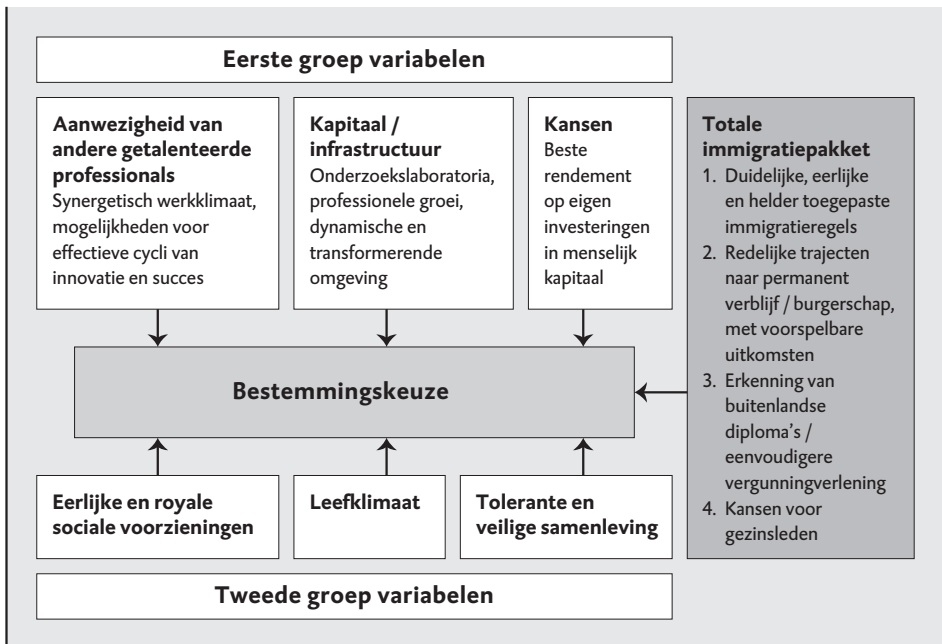 Eerste groep variabelen
Aanwezigheid van
andere getalenteerde
professionals
Synergetisch werkklimaat,
mogelijkheden voor
effectieve cycli van
innovatie en succes
Kapitaal /
infrastructuur
Onderzoekslaboratoria,
professionele groei,
dynamische en
transformerende
omgeving
Kansen
Beste
rendement
op eigen
investeringen
in menselijk
kapitaal
Totale
immigratiepakket
1. Duidelijke, eerlijke
en helder toegepaste
immigratieregels
2. Redelijke trajecten
naar permanent
verblijf / burgerschap,
met voorspelbare
uitkomsten
3. Erkenning van
buitenlandse
diploma's /
eenvoudigere
vergunningverlening
4. Kansen voor
gezinsleden
Bestemmingskeuze
Eerlijke en royale
sociale voorzieningen
Leefklimaat
Tolerante en
veilige samenleving
Tweede groep variabelen